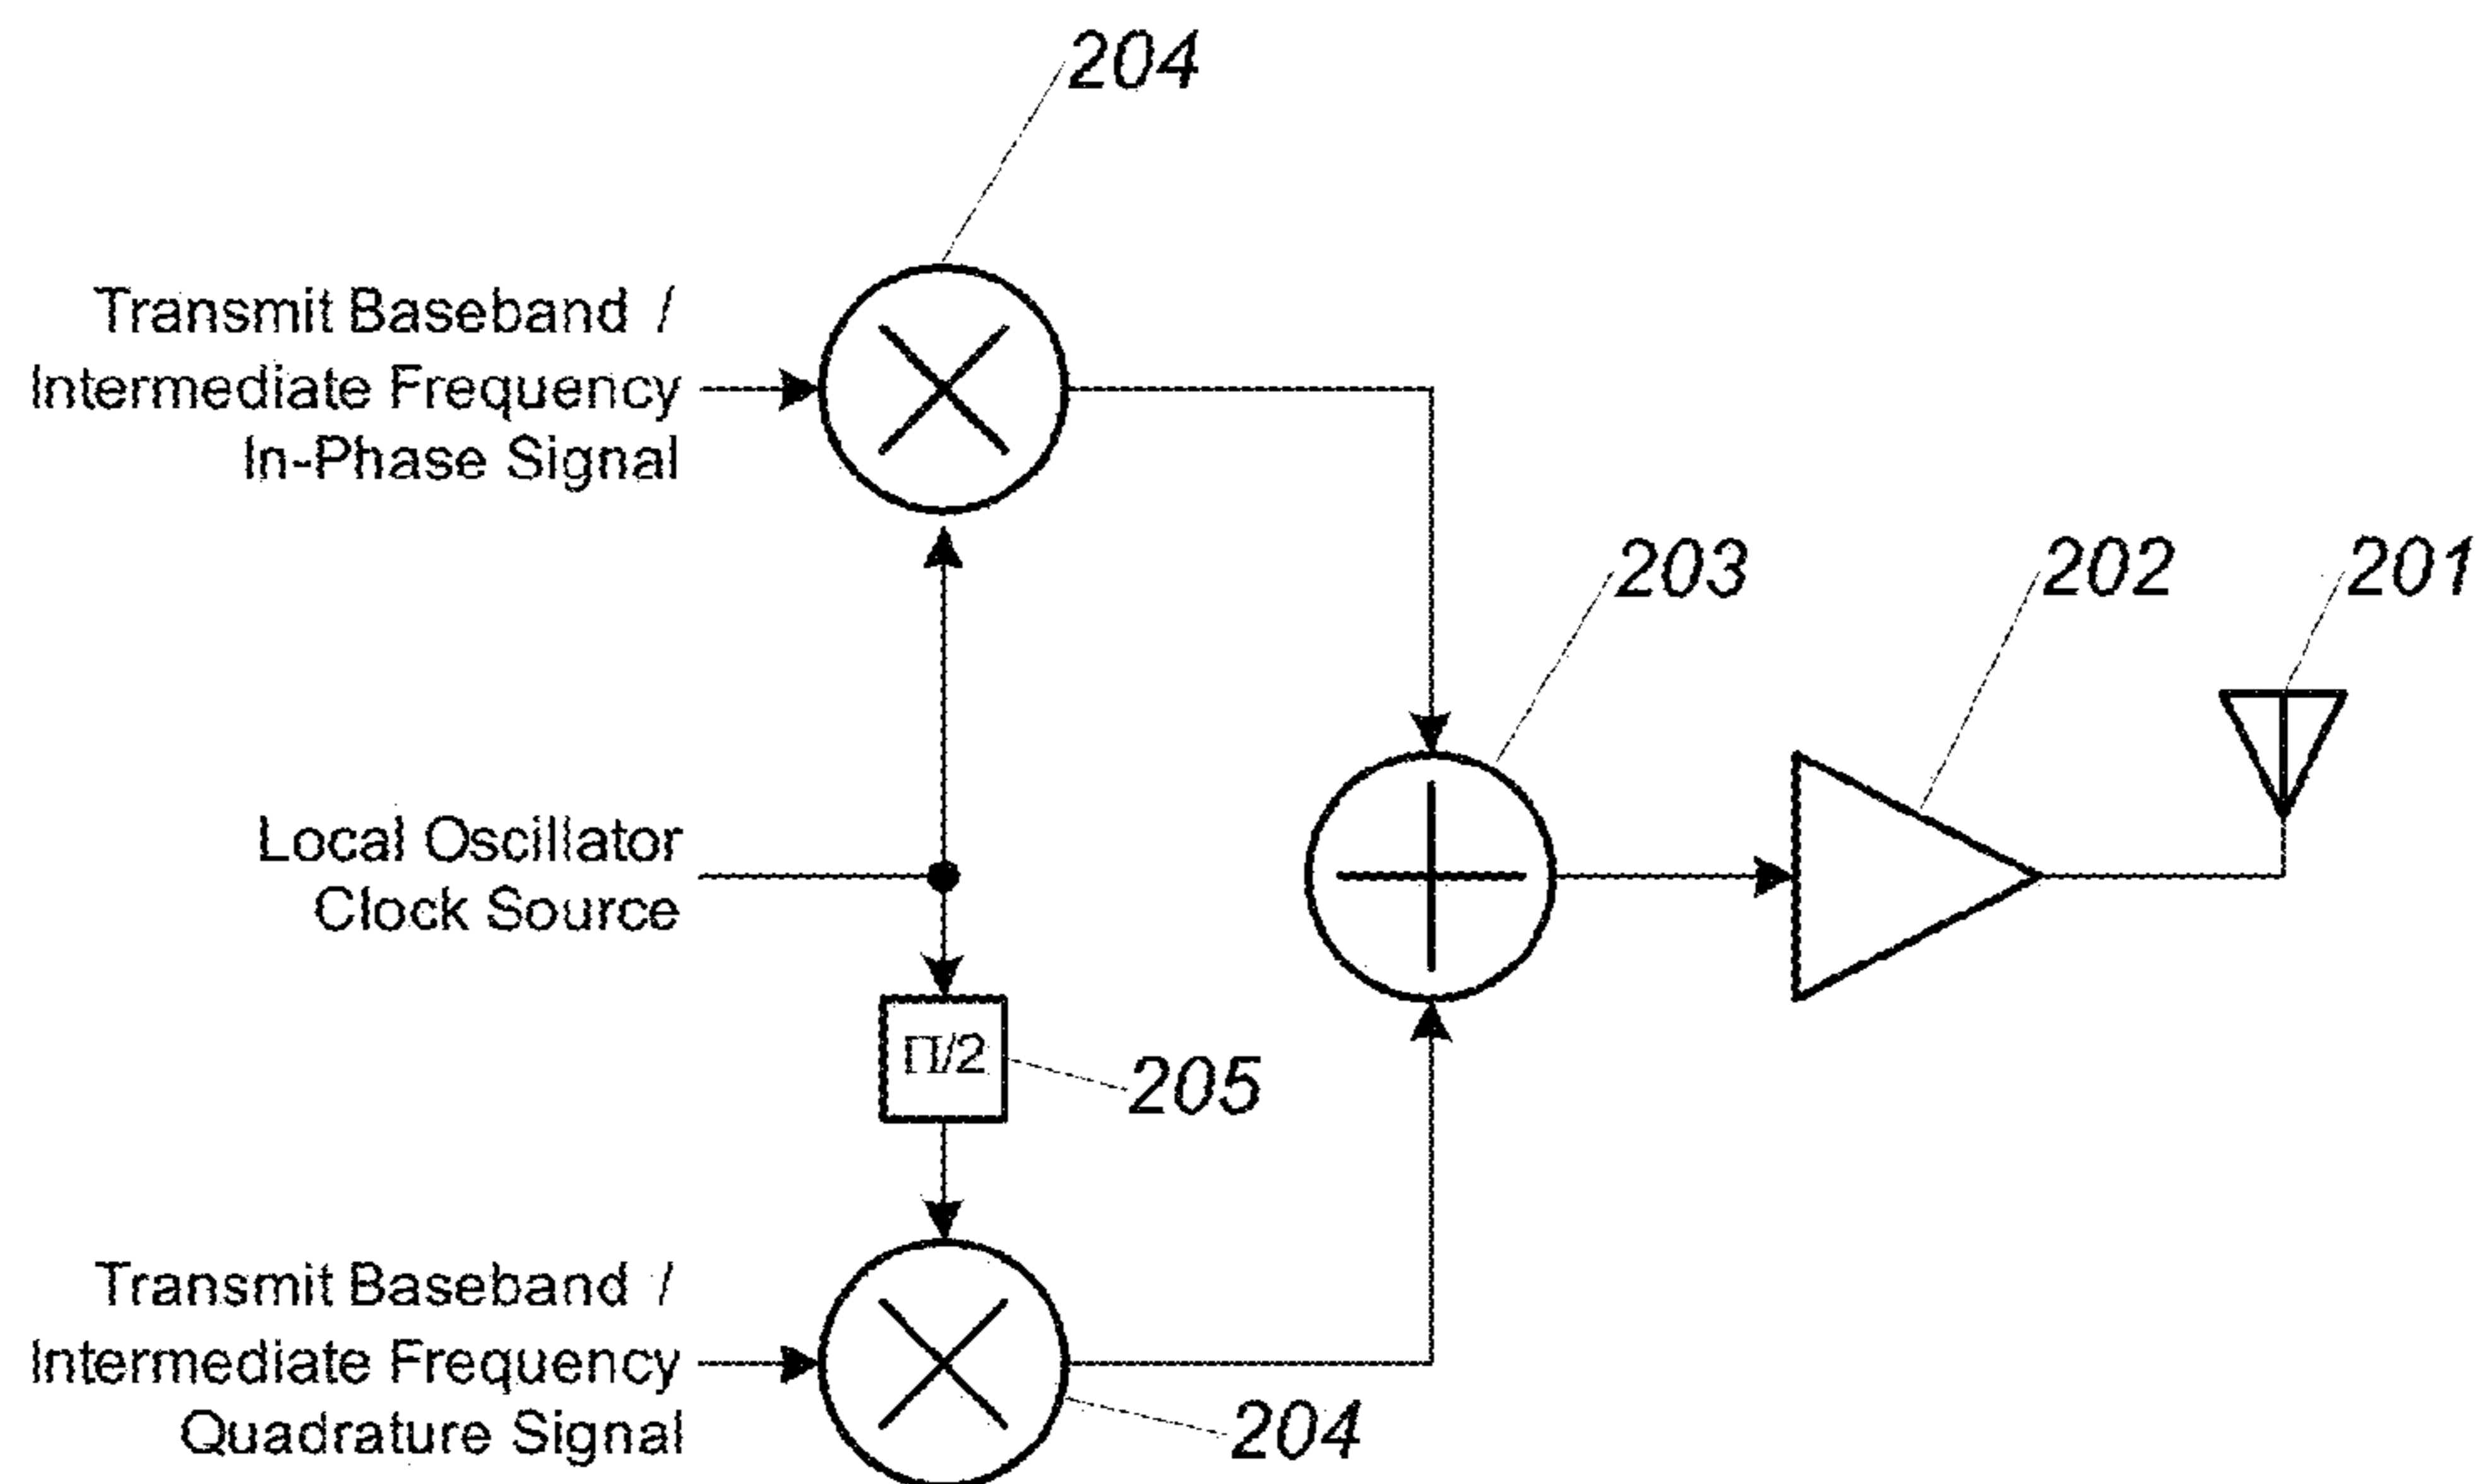 204
Transmit Baseband /
Intermediate Frequency
In-Phase Signal
203
202
201
Local Oscillator
Clock Source
Π/2
205
Transmit Baseband /
Intermediate Frequency
Quadrature Signal
204